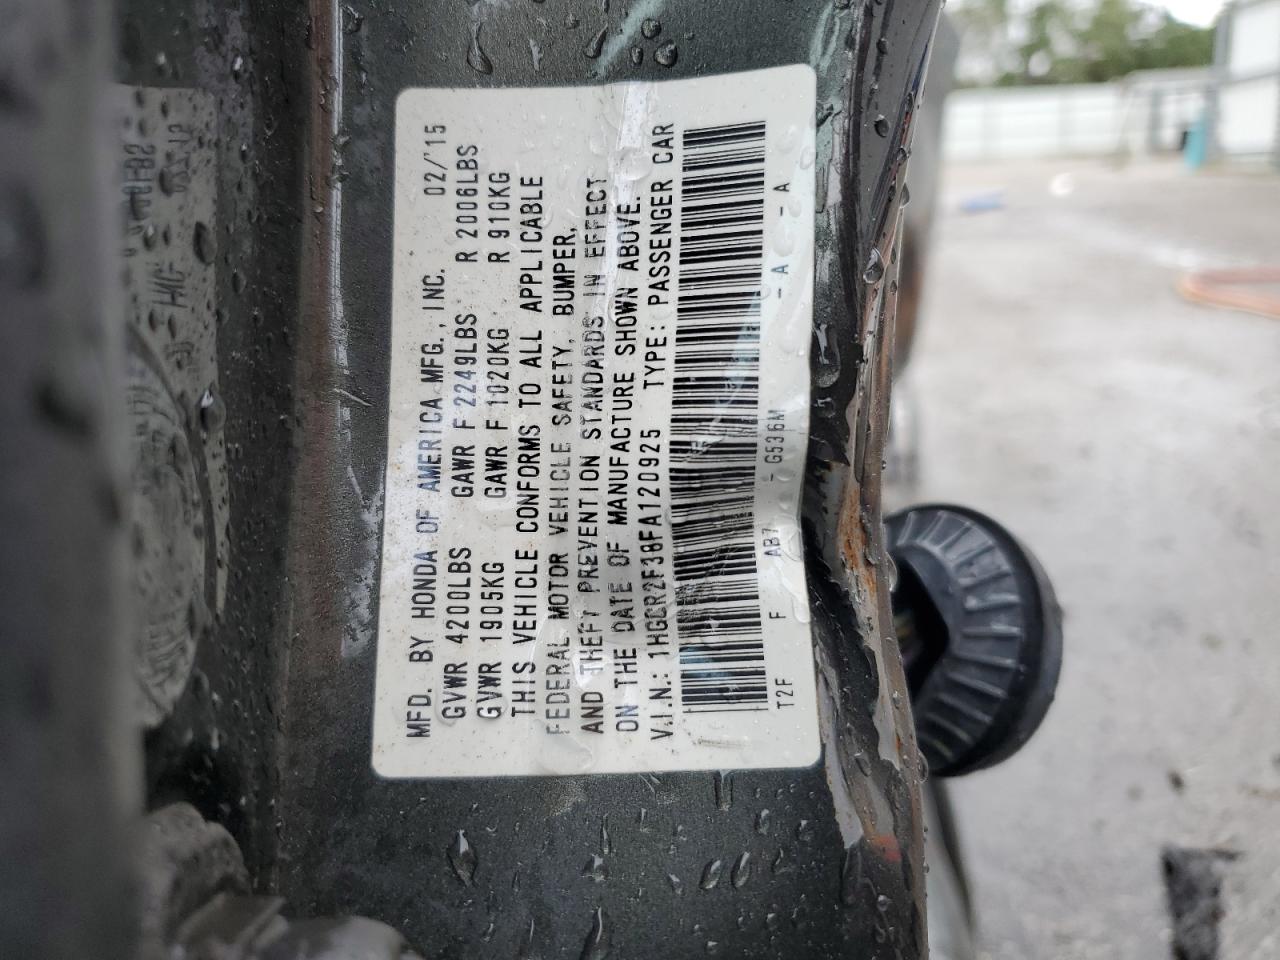 MFD. BY HONDA OF AMERICA MFG., INC. 02/'15
GVWR 4200LBS GAWR F 2249LBS R 2006LBS
GVWR 1905KG GAWR F 1020KG R 910KG
THIS VEHICLE CONFORMS TO ALL APPLICABLE
FEDERAL MOTOR VEHICLE SAFETY, BUMPER,
AND THEFT PREVENTION STANDARDS IN EFFECT
ON THE DATE OF MANUFACTURE SHOWN ABOVE.
V.I.N.: 1HGCR2F38FA120925 TYPE: PASSENGER CAR
T2F F AB7 - G536M - A - A